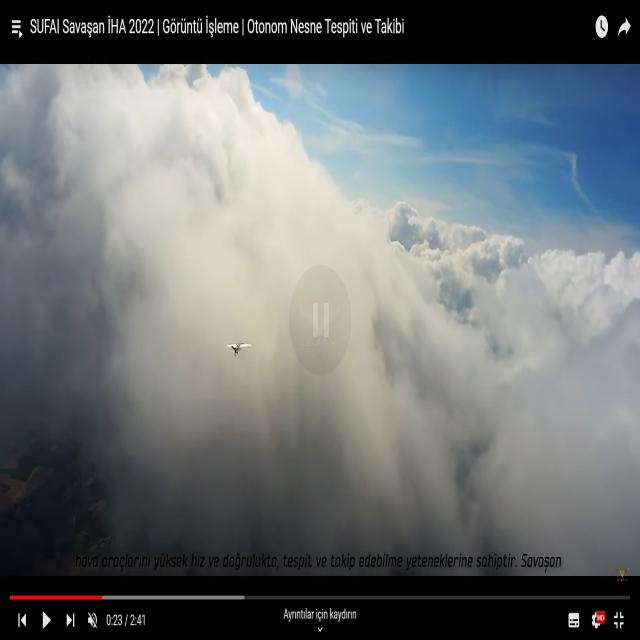 SUFAI Savaşan İHA 2022 | Görüntü İşleme | Otonom Nesne Tespiti ve Takibi
hava araçlarını yüksek hız ve doğrulukta, tespit ve takip edebilme yeteneklerine sahiptir. Savaşan
0:23 / 2:41
Ayrıntılar için kaydırın
HD